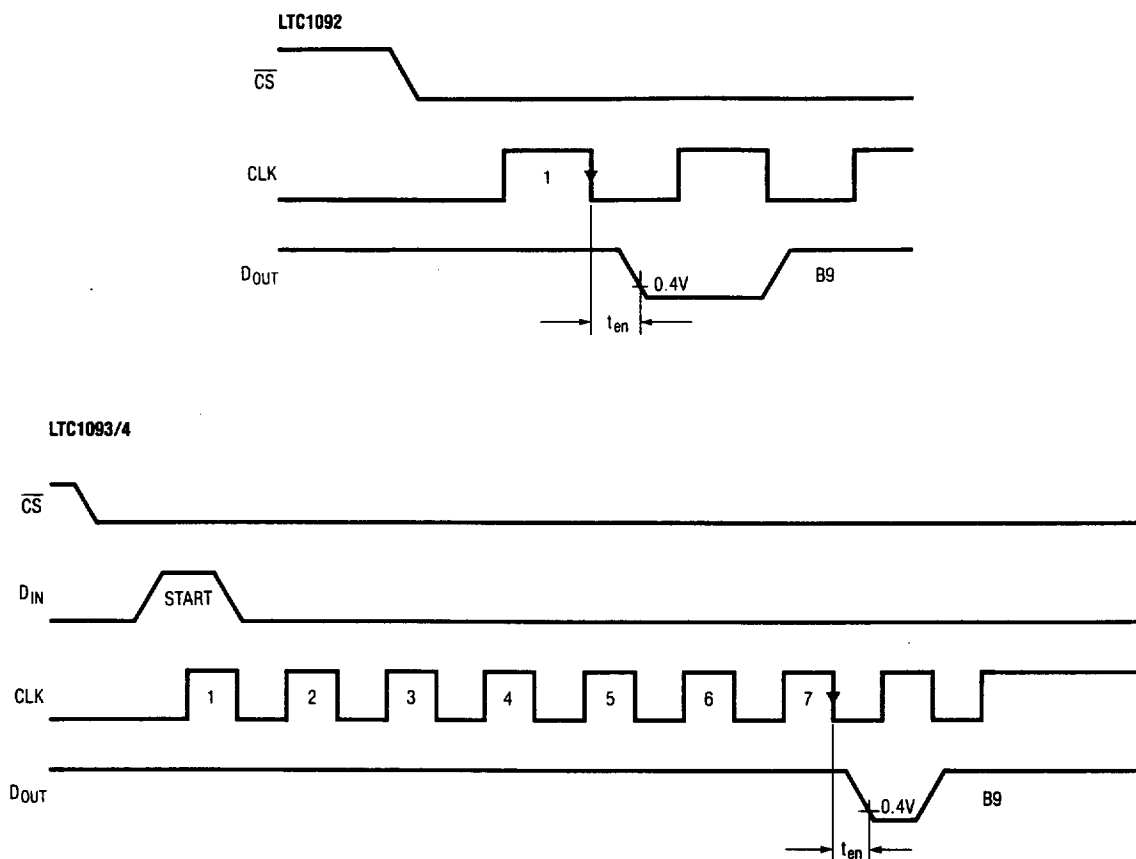 LTC1092
CS
CLK
1
DOUT
0.4V
B9
ten
LTC1093/4
CS
DIN
START
CLK
1 2 3 4 5 6 7
DOUT
0.4V
B9
ten